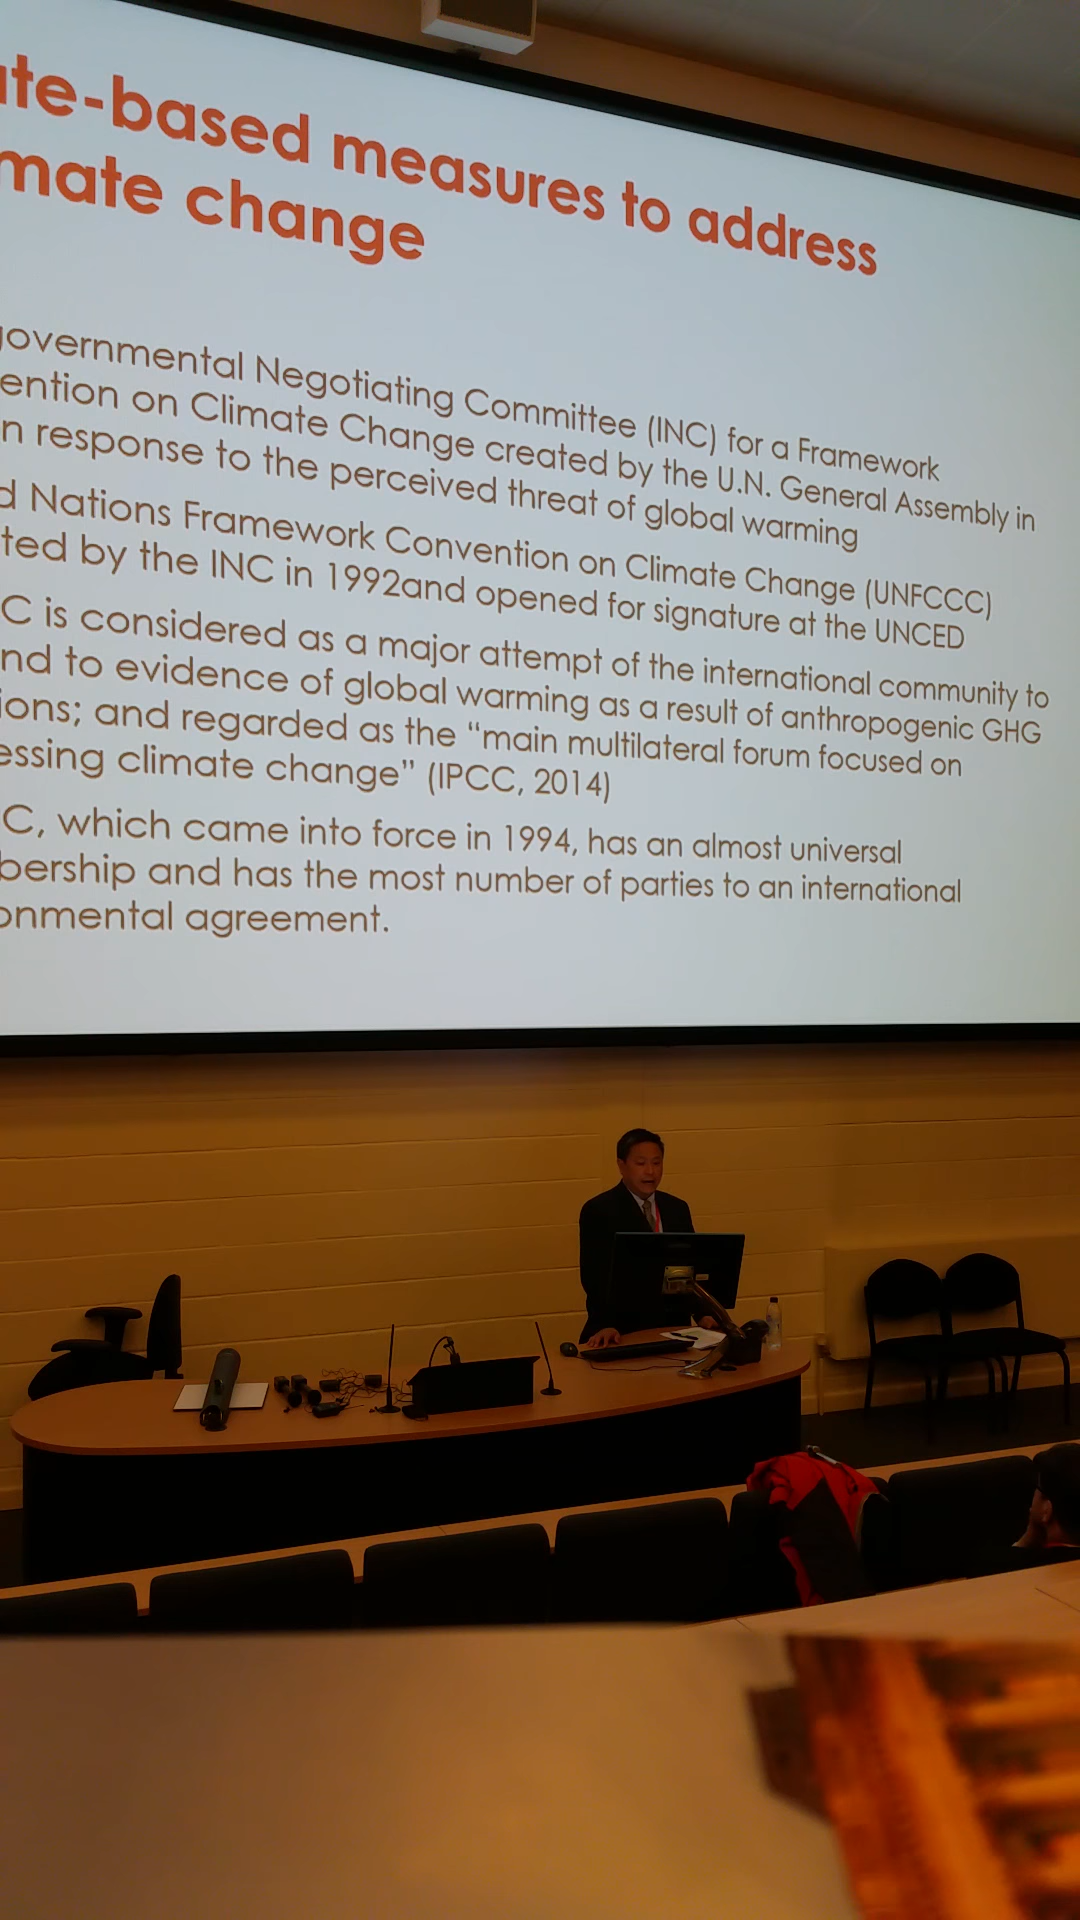 ate-based measures to address
mate change
governmental Negotiating Committee (INC) for a Framework
ention on Climate Change created by the U.N. General Assembly in
n response to the perceived threat of global warming
d Nations Framework Convention on Climate Change (UNFCCC)
ted by the INC in 1992and opened for signature at the UNCED
C is considered as a major attempt of the international community to
nd to evidence of global warming as a result of anthropogenic GHG
ions; and regarded as the “main multilateral forum focused on
essing climate change” (IPCC, 2014)
C, which came into force in 1994, has an almost universal
bership and has the most number of parties to an international
onmental agreement.